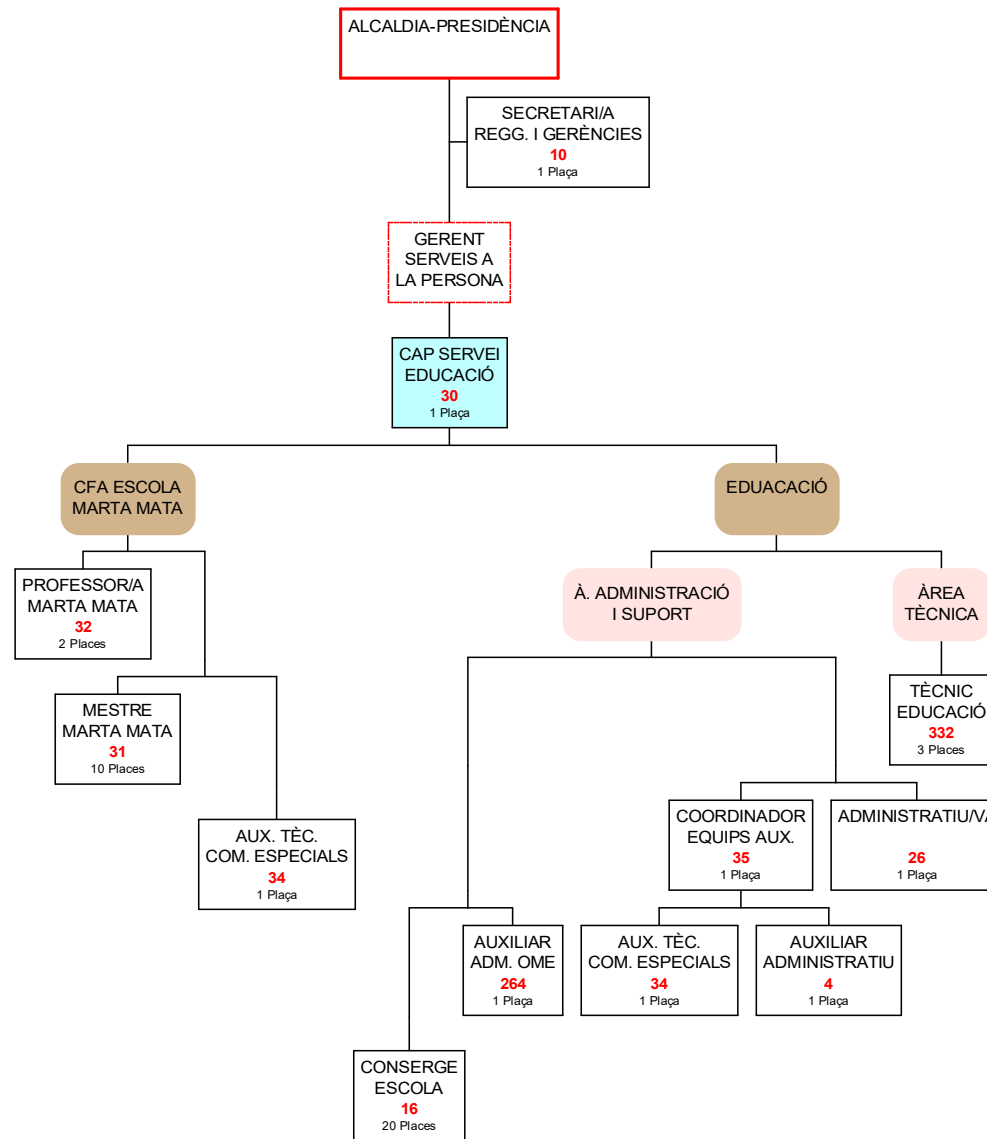 ALCALDIA-PRESIDÈNCIA
SECRETARI/A
REGG. I GERÈNCIES
10
1 Plaça
GERENT
SERVEIS A
LA PERSONA
CAP SERVEI
EDUCACIÓ
30
1 Plaça
CFA ESCOLA
MARTA MATA
EDUACACIÓ
PROFESSOR/A
MARTA MATA
32
2 Places
À. ADMINISTRACIÓ
I SUPORT
ÀREA
TÈCNICA
MESTRE
MARTA MATA
31
10 Places
TÈCNIC
EDUCACIÓ
332
3 Places
AUX. TÈC.
COM. ESPECIALS
34
1 Plaça
COORDINADOR
EQUIPS AUX.
35
1 Plaça
ADMINISTRATIU/VA
26
1 Plaça
AUXILIAR
ADM. OME
264
1 Plaça
AUX. TÈC.
COM. ESPECIALS
34
1 Plaça
AUXILIAR
ADMINISTRATIU
4
1 Plaça
CONSERGE
ESCOLA
16
20 Places